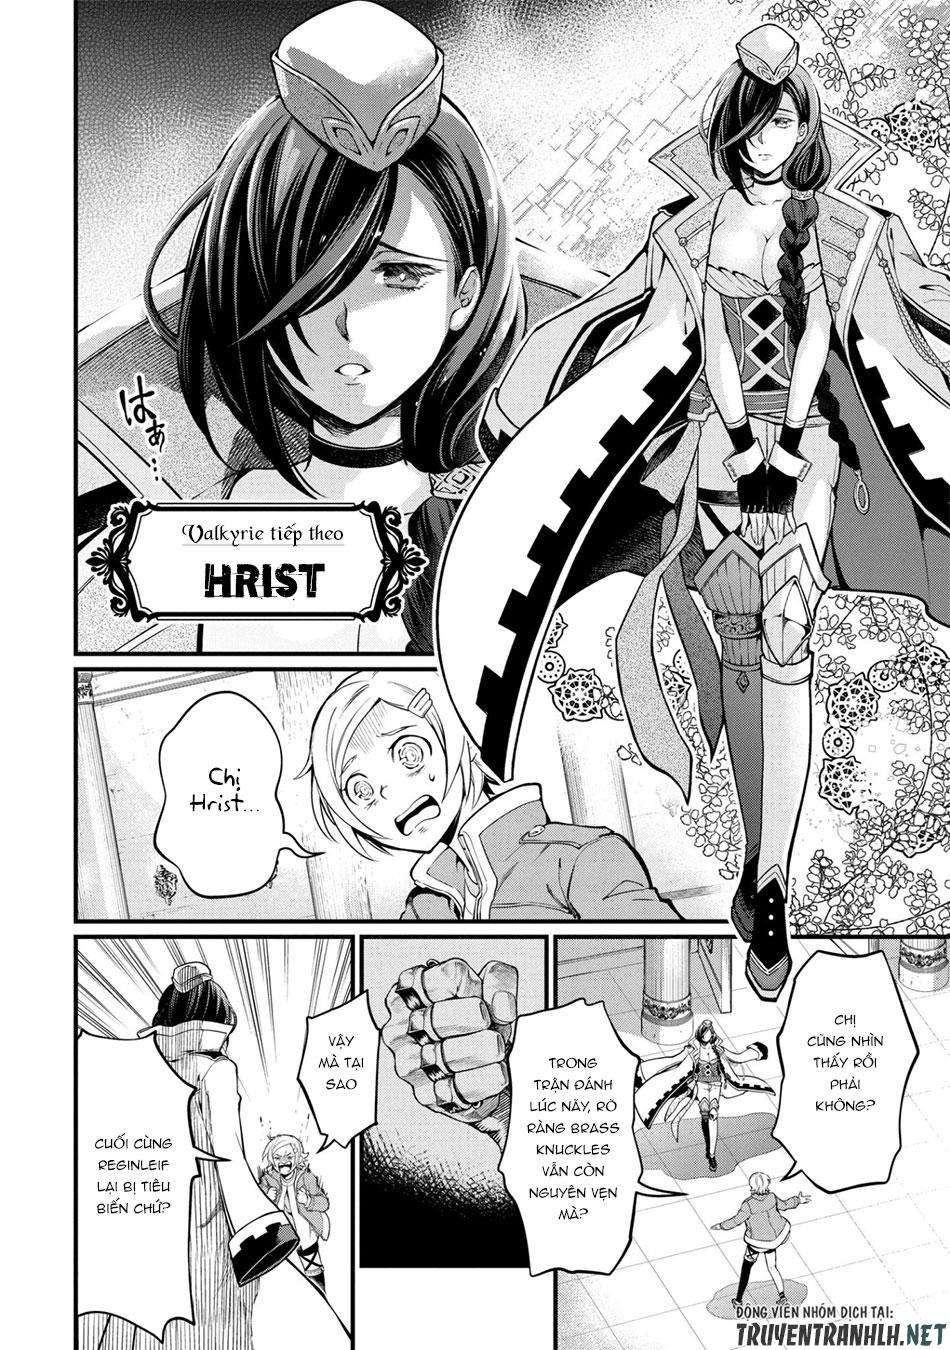 はぁ…
Valkyrie tiếp theo
HRIST
Chị
Hrist...
CHỊ
CŨNG NHÌN
THẤY RỒI
PHẢI
KHÔNG?
TRONG
TRẬN ĐÁNH
LÚC NÃY, RÕ
RÀNG BRASS
KNUCKLES
VẪN CÒN
NGUYÊN VẸN
MÀ?
VẬY
MÀ TẠI
SAO
CUỐI CÙNG
REGINLEIF
LẠI BỊ TIÊU
BIẾN CHỨ?
ĐỘNG VIÊN NHÓM DỊCH TẠI:
TRUYENTRANHLH.NET